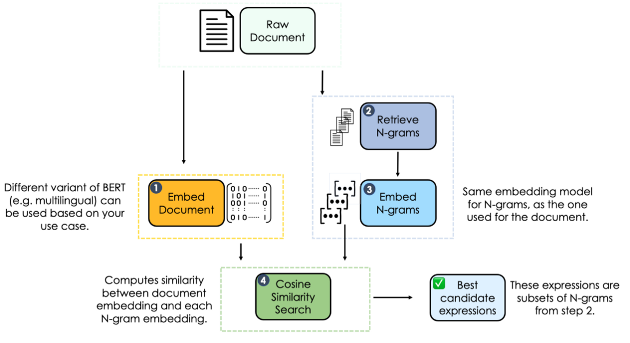 Raw
Document
2
Retrieve
N-grams
Different variant of BERT
(e.g. multilingual) can
be used based on your
use case.
1
Embed
Document
3
Embed
N-grams
Same embedding model
for N-grams, as the one
used for the document.
Computes similarity
between document
embedding and each
N-gram embedding.
4
Cosine
Similarity
Search
Best
candidate
expressions
These expressions are
subsets of N-grams
from step 2.